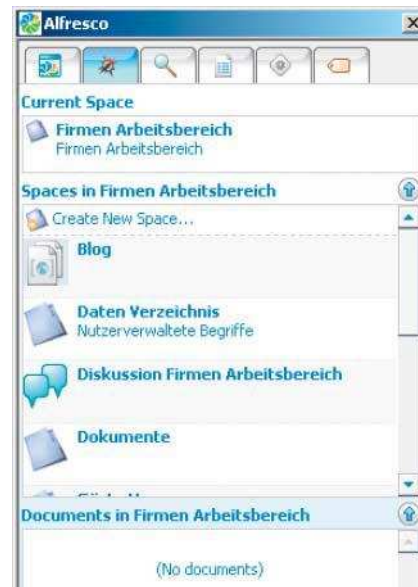 Alfresco
Current Space
Firmen Arbeitsbereich
Firmen Arbeitsbereich
Spaces in Firmen Arbeitsbereich
Create New Space...
Blog
Daten Verzeichnis
Nutzerverwaltete Begriffe
Diskussion Firmen Arbeitsbereich
Dokumente
Documents in Firmen Arbeitsbereich
(No documents)